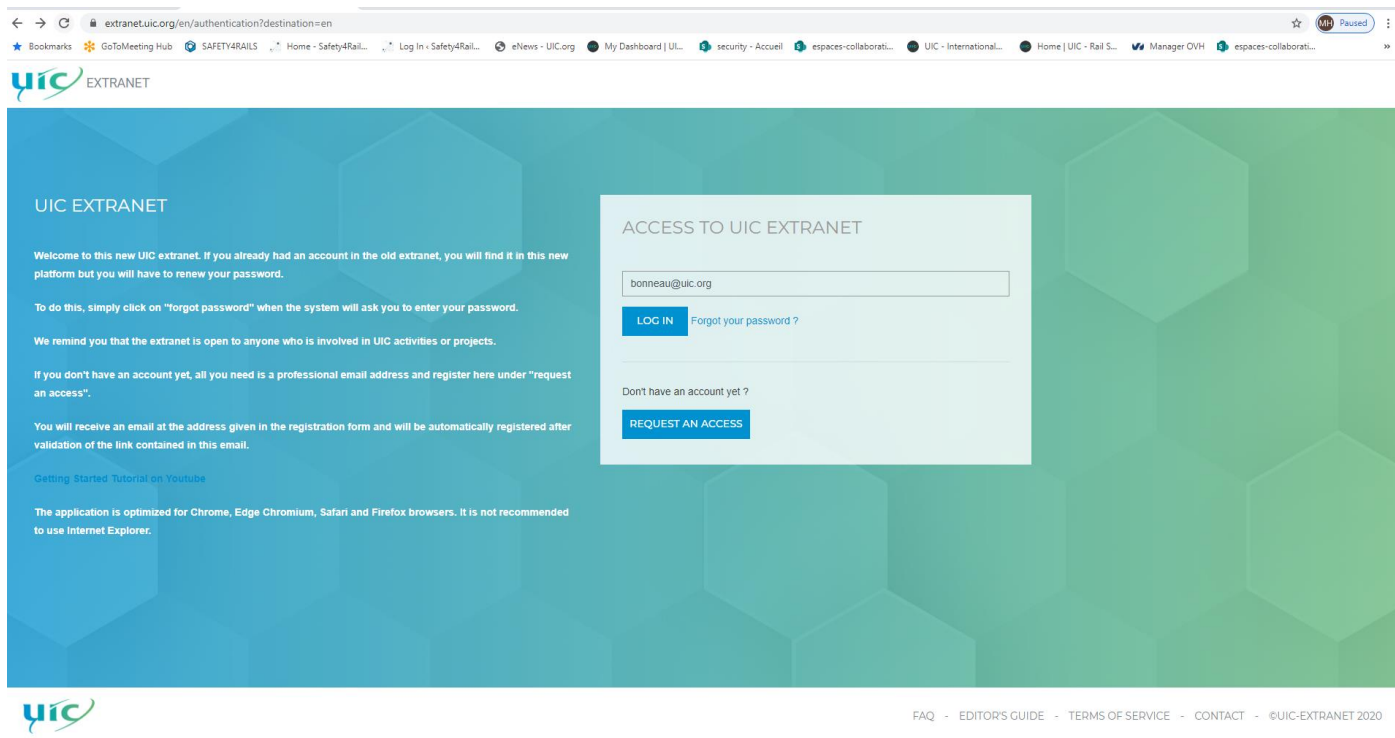 extranet.uic.org/en/authentication?destination=en
MH Paused
Bookmarks GoToMeeting Hub SAFETY4RAILS Home - Safety4Rail... Log In ‹ Safety4Rail... eNews - UIC.org My Dashboard | UI... security - Accueil espaces-collaborati... UIC - International... Home | UIC - Rail S... Manager OVH espaces-collaborati... »
uic EXTRANET
UIC EXTRANET
Welcome to this new UIC extranet. If you already had an account in the old extranet, you will find it in this new
platform but you will have to renew your password.
To do this, simply click on "forgot password" when the system will ask you to enter your password.
We remind you that the extranet is open to anyone who is involved in UIC activities or projects.
If you don't have an account yet, all you need is a professional email address and register here under "request
an access".
You will receive an email at the address given in the registration form and will be automatically registered after
validation of the link contained in this email.
Getting Started Tutorial on Youtube
The application is optimized for Chrome, Edge Chromium, Safari and Firefox browsers. It is not recommended
to use Internet Explorer.
ACCESS TO UIC EXTRANET
bonneau@uic.org
LOG IN Forgot your password ?
Don't have an account yet ?
REQUEST AN ACCESS
uic
FAQ - EDITOR'S GUIDE - TERMS OF SERVICE - CONTACT - ©UIC-EXTRANET 2020